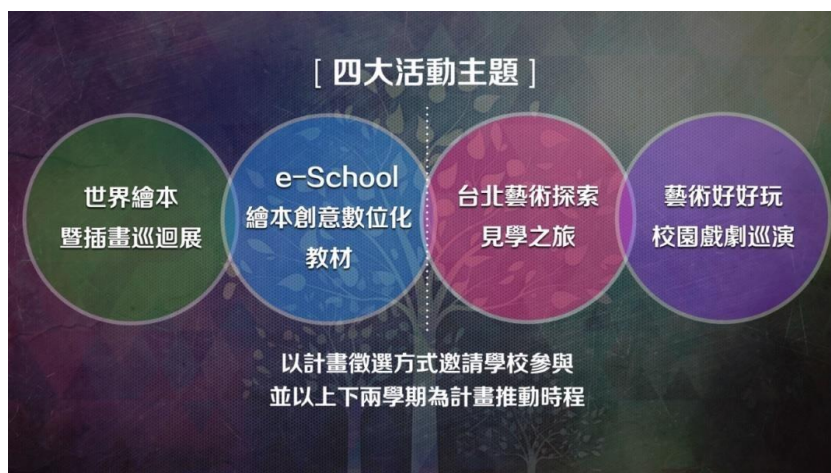 [ 四大活動主題 ]
世界繪本
暨插畫巡迴展
e-School
繪本創意數位化
教材
台北藝術探索
見學之旅
藝術好好玩
校園戲劇巡演
以計畫徵選方式邀請學校參與
並以上下兩學期為計畫推動時程